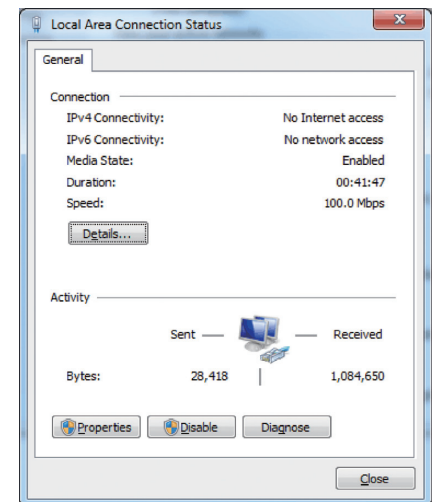 Local Area Connection Status
General
Connection
IPv4 Connectivity: No Internet access
IPv6 Connectivity: No network access
Media State: Enabled
Duration: 00:41:47
Speed: 100.0 Mbps
Details...
Activity
Sent Received
Bytes: 28,418 1,084,650
Properties Disable Diagnose
Close